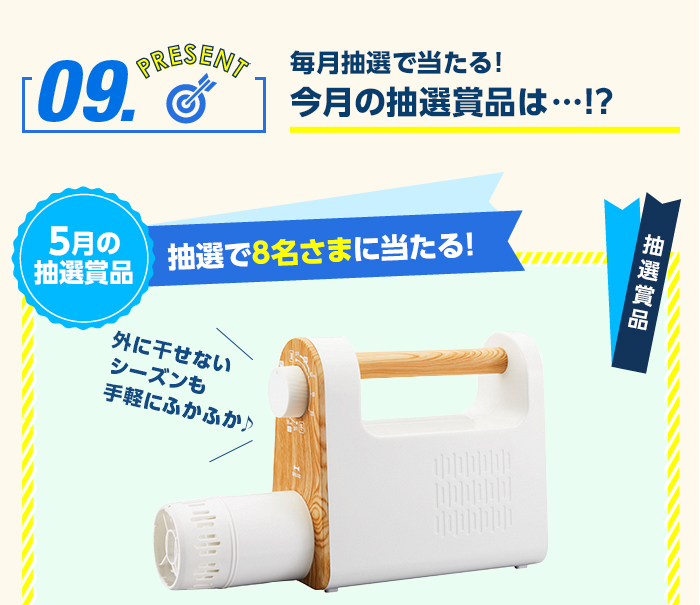 09.
PRESENT
毎月抽選で当たる!
今月の抽選賞品は…!?
5月の
抽選賞品
抽選で8名さまに当たる!
抽選賞品
外に干せない
シーズンも
手軽にふかふか♪